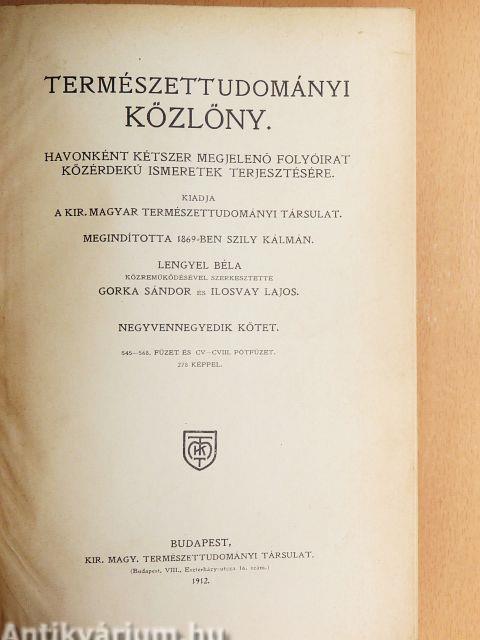 TERMÉSZETTUDOMÁNYI
KÖZLÖNY.
HAVONKÉNT KÉTSZER MEGJELENŐ FOLYÓIRAT
KÖZÉRDEKŰ ISMERETEK TERJESZTÉSÉRE.
KIADJA
A KIR. MAGYAR TERMÉSZETTUDOMÁNYI TÁRSULAT.
MEGINDÍTOTTA 1869-BEN SZILY KÁLMÁN.
LENGYEL BÉLA
KÖZREMŰKÖDÉSÉVEL SZERKESZTETTE
GORKA SÁNDOR ÉS ILOSVAY LAJOS.
NEGYVENNEGYEDIK KÖTET.
545—568. FÜZET ÉS CV—CVIII. PÓTFÜZET.
278 KÉPPEL.
BUDAPEST,
KIR. MAGY. TERMÉSZETTUDOMÁNYI TÁRSULAT.
(Budapest, VIII., Eszterházy-utcza 16. szám.)
1912.
Antikvárium.hu